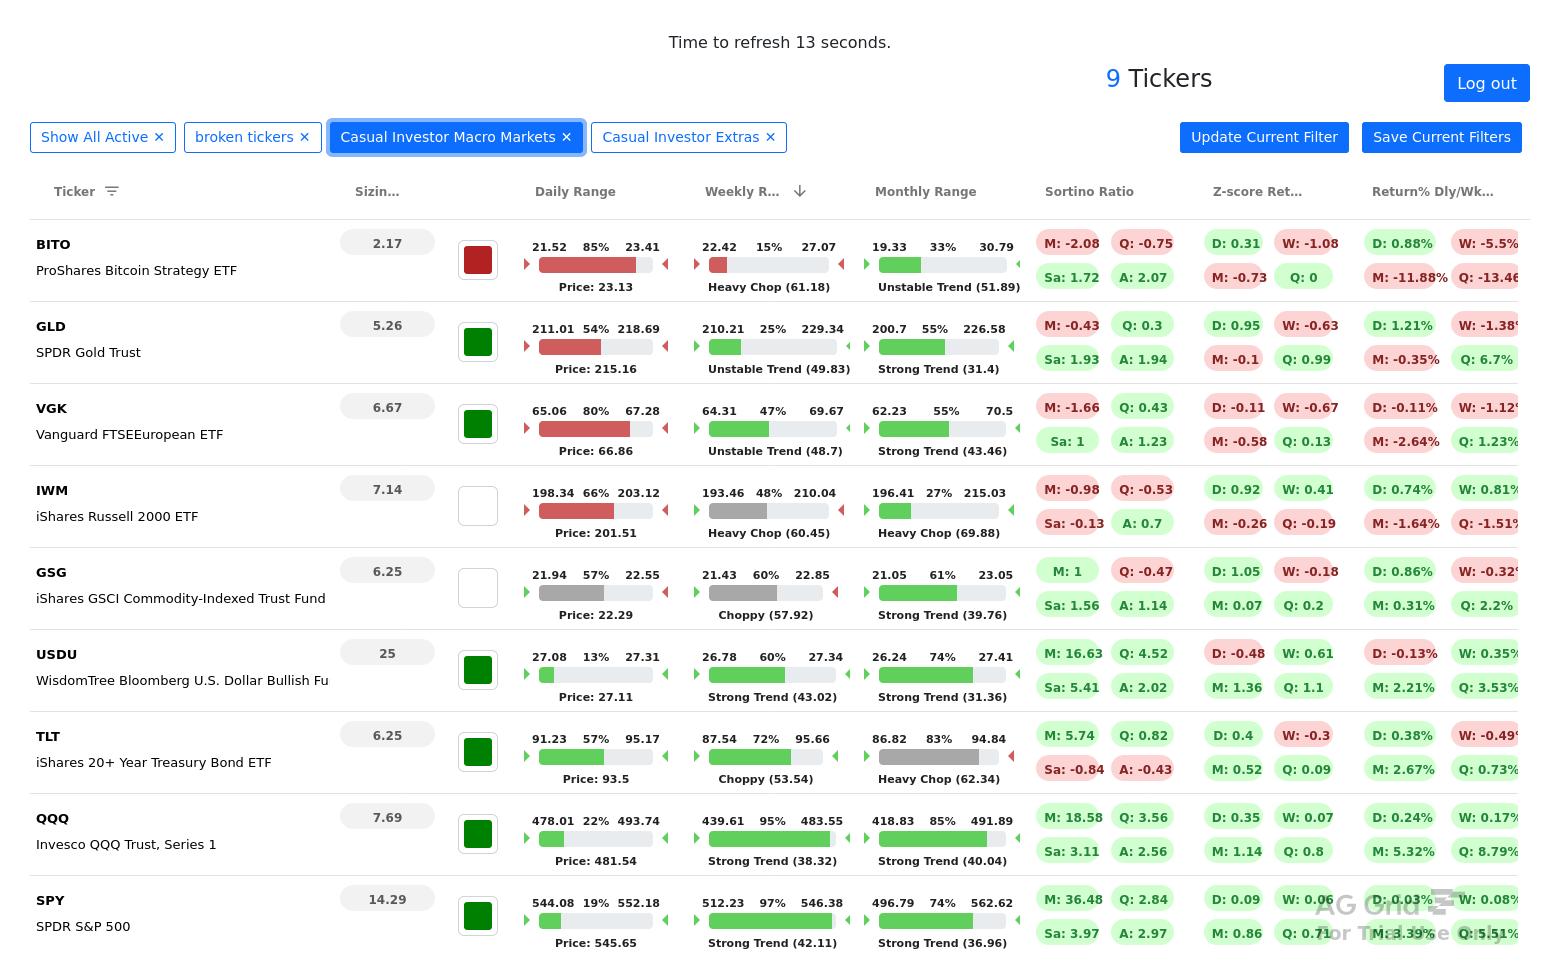 Time to refresh 13 seconds.
9 Tickers
Log out
Show All Active ✕ broken tickers ✕ Casual Investor Macro Markets ✕ Casual Investor Extras ✕ Update Current Filter Save Current Filters
Ticker Sizin... Daily Range Weekly R... Monthly Range Sortino Ratio Z-score Ret... Return% Dly/Wk...
BITO 2.17 21.52 85% 23.41 22.42 15% 27.07 19.33 33% 30.79 M: -2.08 Q: -0.75 D: 0.31 W: -1.08 D: 0.88% W: -5.5%
ProShares Bitcoin Strategy ETF Price: 23.13 Heavy Chop (61.18) Unstable Trend (51.89) Sa: 1.72 A: 2.07 M: -0.73 Q: 0 M: -11.88% Q: -13.46
GLD 5.26 211.01 54% 218.69 210.21 25% 229.34 200.7 55% 226.58 M: -0.43 Q: 0.3 D: 0.95 W: -0.63 D: 1.21% W: -1.38%
SPDR Gold Trust Price: 215.16 Unstable Trend (49.83) Strong Trend (31.4) Sa: 1.93 A: 1.94 M: -0.1 Q: 0.99 M: -0.35% Q: 6.7%
VGK 6.67 65.06 80% 67.28 64.31 47% 69.67 62.23 55% 70.5 M: -1.66 Q: 0.43 D: -0.11 W: -0.67 D: -0.11% W: -1.12%
Vanguard FTSEEuropean ETF Price: 66.86 Unstable Trend (48.7) Strong Trend (43.46) Sa: 1 A: 1.23 M: -0.58 Q: 0.13 M: -2.64% Q: 1.23%
IWM 7.14 198.34 66% 203.12 193.46 48% 210.04 196.41 27% 215.03 M: -0.98 Q: -0.53 D: 0.92 W: 0.41 D: 0.74% W: 0.81%
iShares Russell 2000 ETF Price: 201.51 Heavy Chop (60.45) Heavy Chop (69.88) Sa: -0.13 A: 0.7 M: -0.26 Q: -0.19 M: -1.64% Q: -1.51%
GSG 6.25 21.94 57% 22.55 21.43 60% 22.85 21.05 61% 23.05 M: 1 Q: -0.47 D: 1.05 W: -0.18 D: 0.86% W: -0.32%
iShares GSCI Commodity-Indexed Trust Fund Price: 22.29 Choppy (57.92) Strong Trend (39.76) Sa: 1.56 A: 1.14 M: 0.07 Q: 0.2 M: 0.31% Q: 2.2%
USDU 25 27.08 13% 27.31 26.78 60% 27.34 26.24 74% 27.41 M: 16.63 Q: 4.52 D: -0.48 W: 0.61 D: -0.13% W: 0.35%
WisdomTree Bloomberg U.S. Dollar Bullish Fu Price: 27.11 Strong Trend (43.02) Strong Trend (31.36) Sa: 5.41 A: 2.02 M: 1.36 Q: 1.1 M: 2.21% Q: 3.53%
TLT 6.25 91.23 57% 95.17 87.54 72% 95.66 86.82 83% 94.84 M: 5.74 Q: 0.82 D: 0.4 W: -0.3 D: 0.38% W: -0.49%
iShares 20+ Year Treasury Bond ETF Price: 93.5 Choppy (53.54) Heavy Chop (62.34) Sa: -0.84 A: -0.43 M: 0.52 Q: 0.09 M: 2.67% Q: 0.73%
QQQ 7.69 478.01 22% 493.74 439.61 95% 483.55 418.83 85% 491.89 M: 18.58 Q: 3.56 D: 0.35 W: 0.07 D: 0.24% W: 0.17%
Invesco QQQ Trust, Series 1 Price: 481.54 Strong Trend (38.32) Strong Trend (40.04) Sa: 3.11 A: 2.56 M: 1.14 Q: 0.8 M: 5.32% Q: 8.79%
SPY 14.29 544.08 19% 552.18 512.23 97% 546.38 496.79 74% 562.62 M: 36.48 Q: 2.84 D: 0.09 W: 0.06 D: 0.03% W: 0.08%
SPDR S&P 500 Price: 545.65 Strong Trend (42.11) Strong Trend (36.96) Sa: 3.97 A: 2.97 M: 0.86 Q: 0.71 M: 3.39% Q: 5.51%
AG Grid
For Trial Use Only